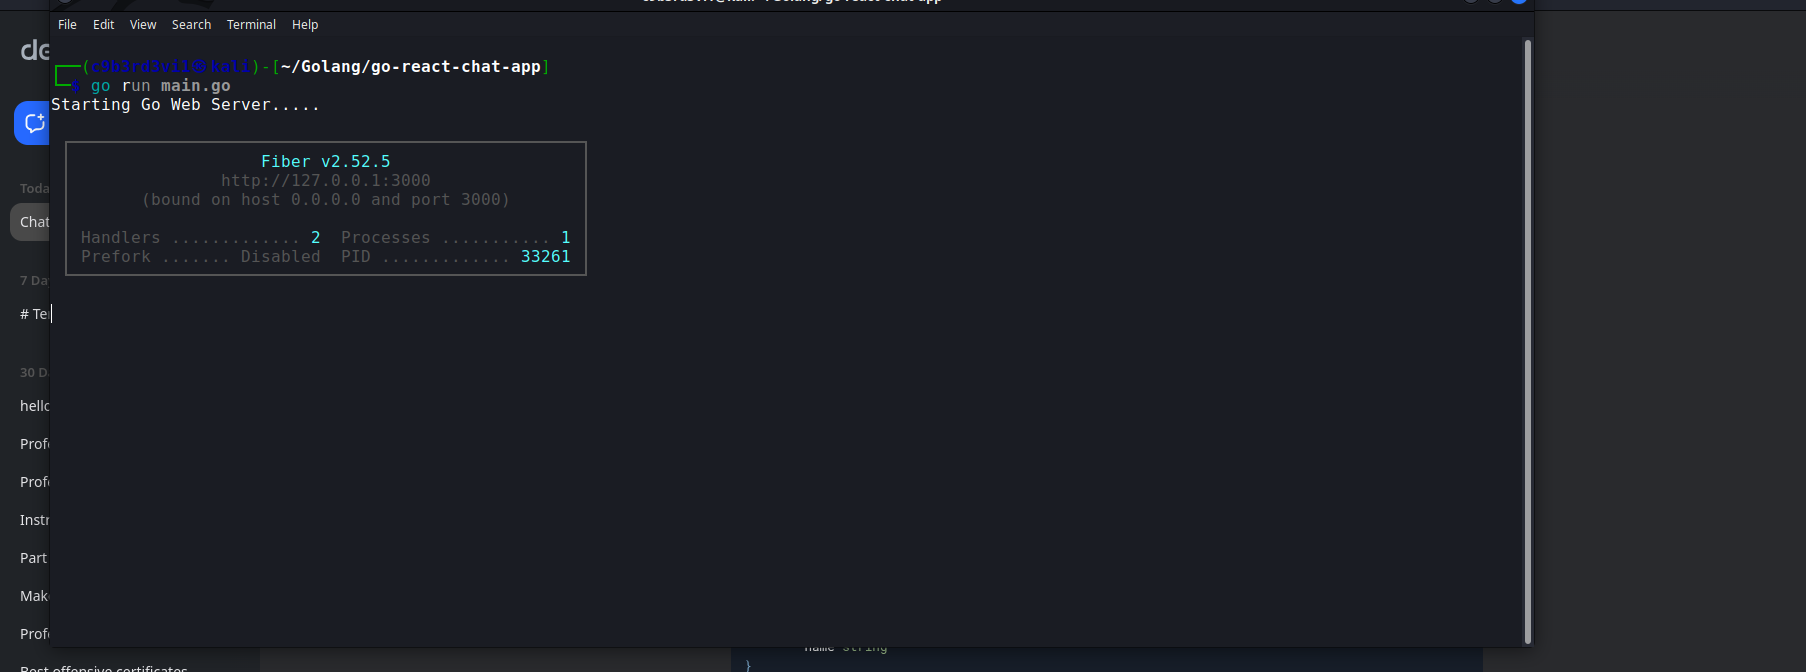 File Edit View Search Terminal Help
de
(c9b3rd3vi1㉿kali)-[~/Golang/go-react-chat-app]
$ go run main.go
Starting Go Web Server.....
Fiber v2.52.5
http://127.0.0.1:3000
(bound on host 0.0.0.0 and port 3000)
Handlers ............. 2 Processes ........... 1
Prefork ....... Disabled PID ............. 33261
Toda
Chat
7 Day
# Te
30 D
hello
Profe
Profe
Instr
Part
Mak
Profe
Best offensive certificates
name string
}